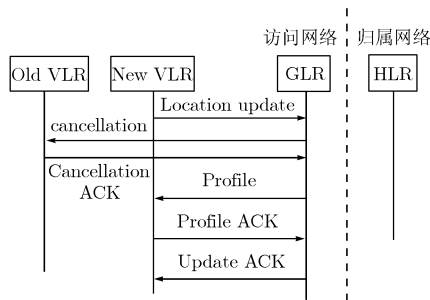 访问网络
归属网络
Old VLR
New VLR
GLR
HLR
Location update
cancellation
Cancellation
ACK
Profile
Profile ACK
Update ACK